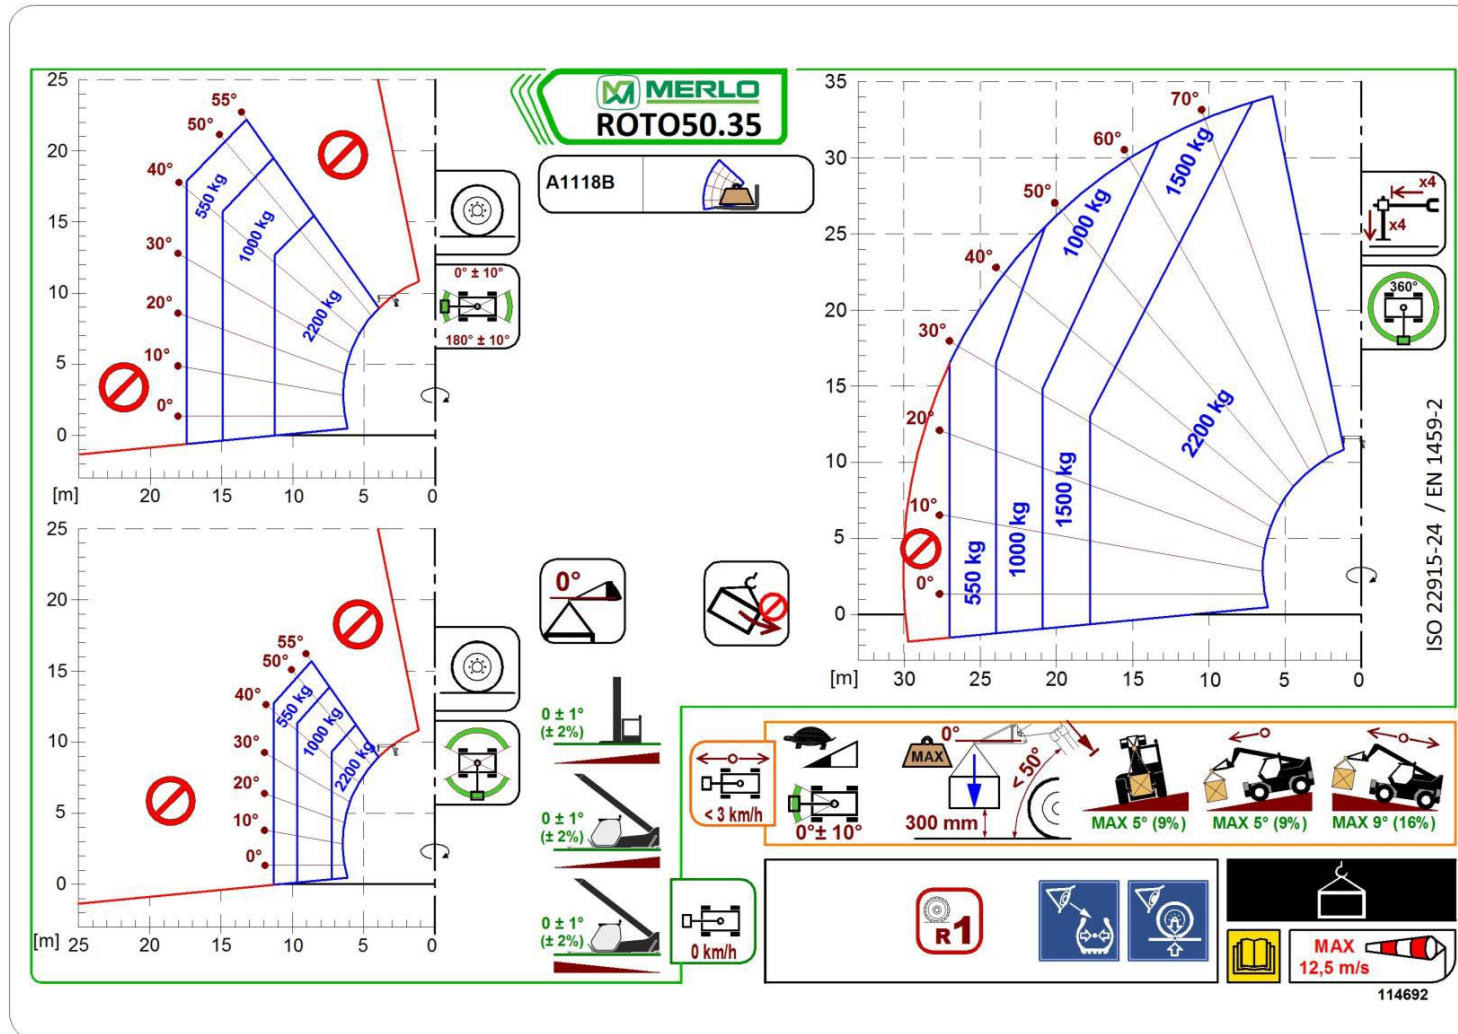 MERLO
ROTO50.35
A1118B
25
20
15
10
5
0
55°
50°
40°
30°
20°
10°
0°
550 kg
1000 kg
2200 kg
[m]
20
15
10
5
0
0° ± 10°
180° ± 10°
25
20
15
10
5
0
55°
50°
40°
30°
20°
10°
0°
550 kg
1000 kg
2200 kg
[m]
25
20
15
10
5
0
0°
0 ± 1°
(± 2%)
0 ± 1°
(± 2%)
0 ± 1°
(± 2%)
35
30
25
20
15
10
5
0
70°
60°
50°
40°
30°
20°
10°
0°
1500 kg
1000 kg
2200 kg
1500 kg
1000 kg
550 kg
[m]
30
25
20
15
10
5
0
x4
x4
360°
ISO 22915-24 / EN 1459-2
< 3 km/h
0°± 10°
MAX
0°
300 mm
< 50°
MAX 5° (9%)
MAX 5° (9%)
MAX 9° (16%)
0 km/h
R1
MAX
12,5 m/s
114692